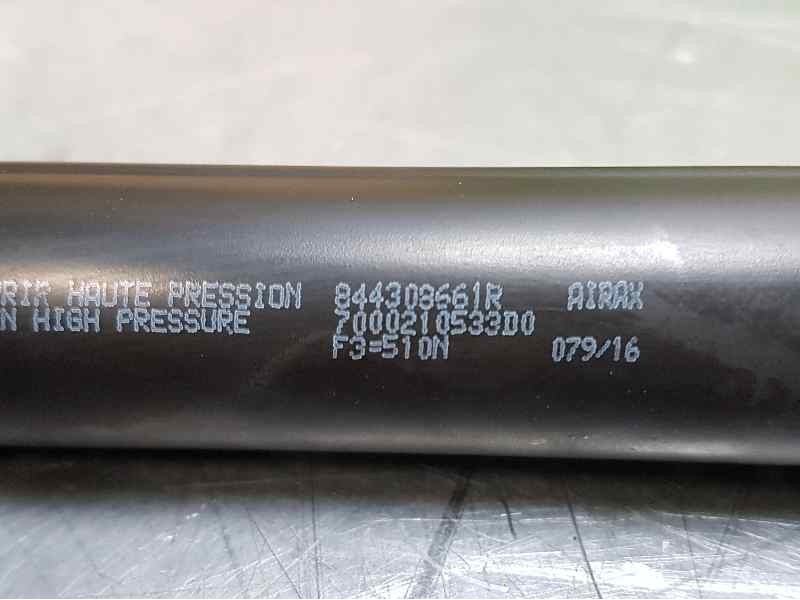 RIR HAUTE PRESSION 844308661R AIRAX
N HIGH PRESSURE 7000210533D0
F3=510N 079/16